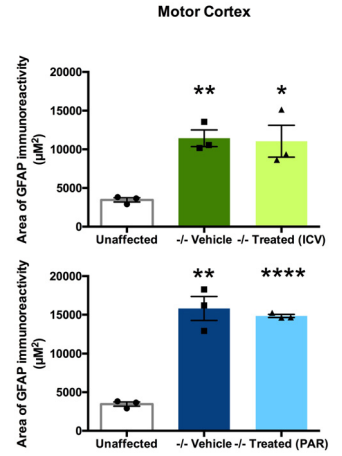 Motor Cortex
Area of GFAP immunoreactivity
(µM²)
20000
15000
10000
5000
0
** *
Unaffected -/- Vehicle -/- Treated (ICV)
Area of GFAP immunoreactivity
(µM²)
20000
15000
10000
5000
0
** ****
Unaffected -/- Vehicle -/- Treated (PAR)